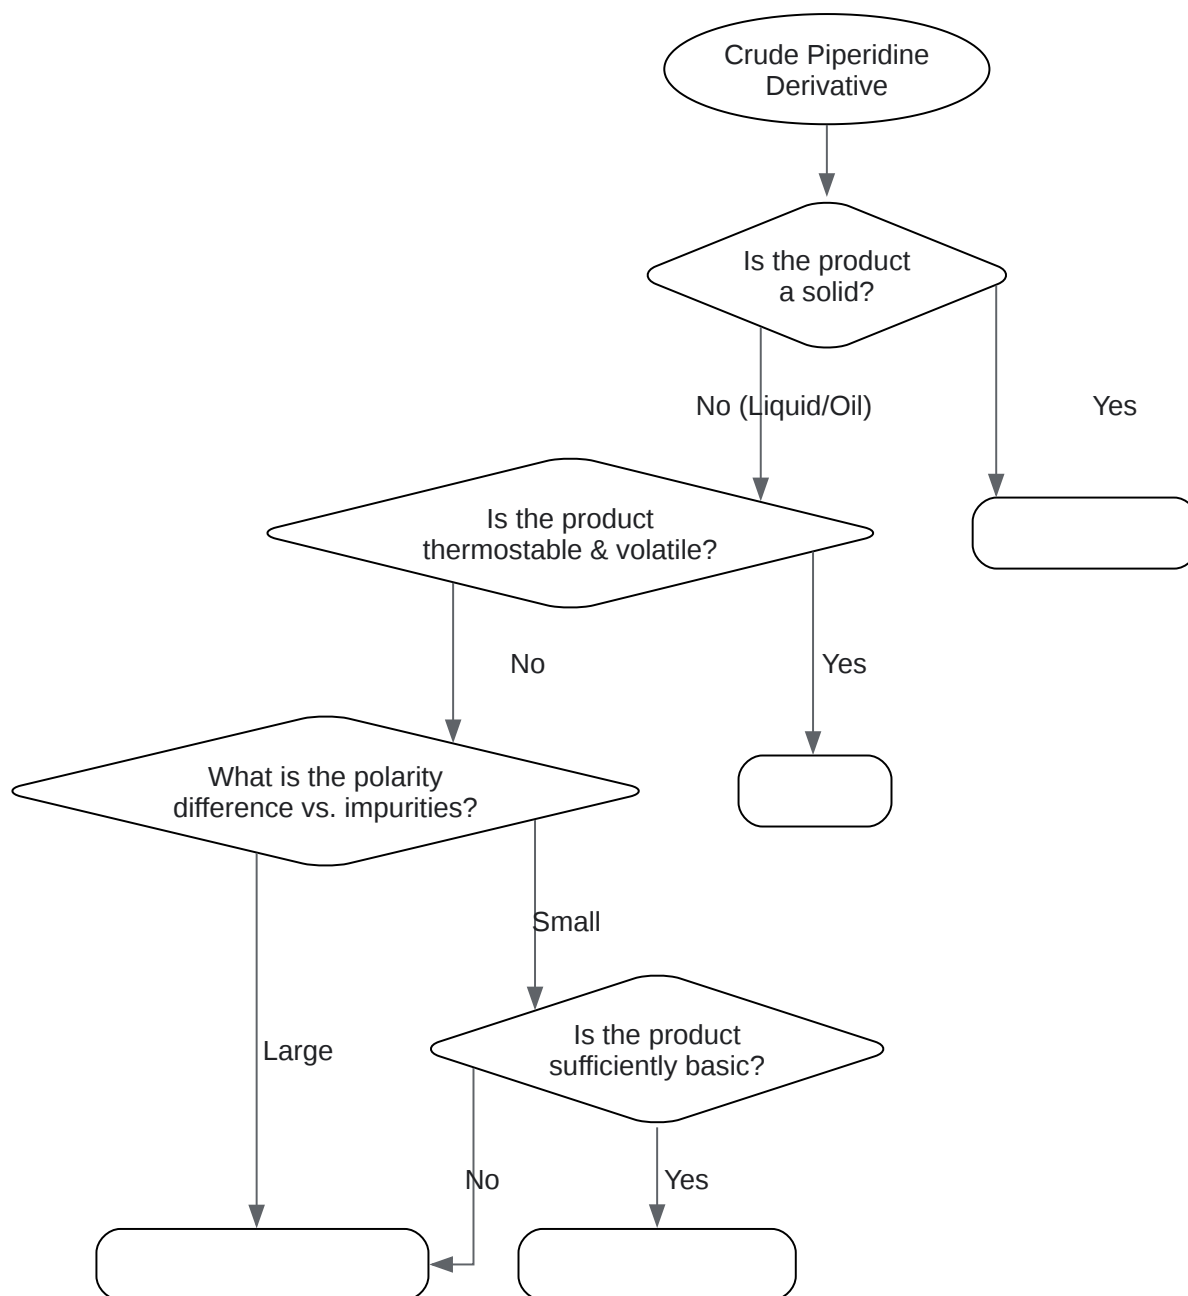 Crude Piperidine
Derivative
Is the product
a solid?
No (Liquid/Oil)
Yes
Is the product
thermostable & volatile?
No
Yes
What is the polarity
difference vs. impurities?
Small
Large
Is the product
sufficiently basic?
No
Yes